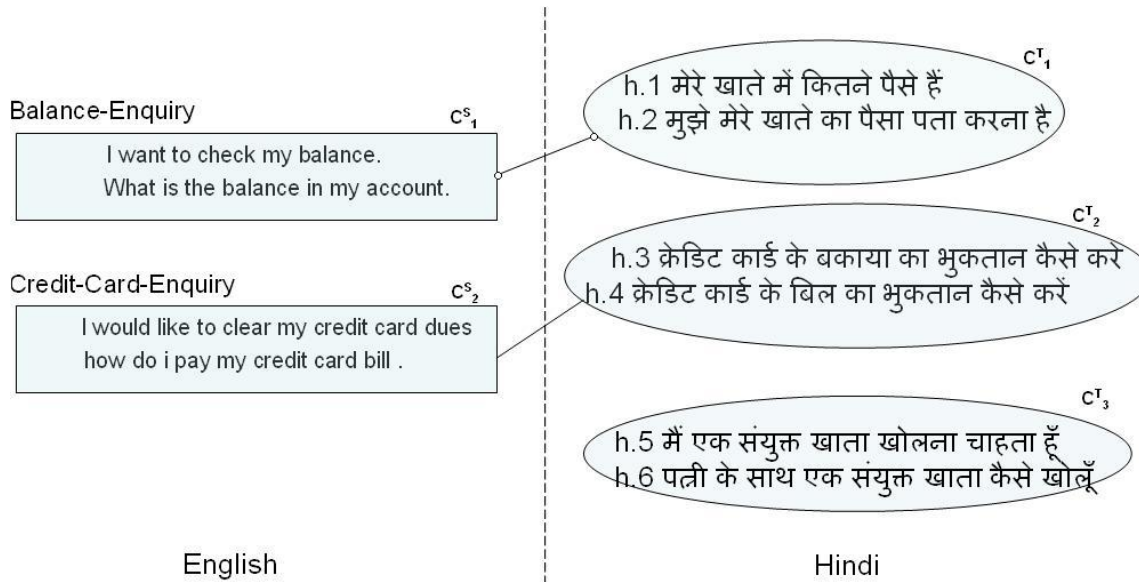 Balance-Enquiry
C^S_1
I want to check my balance.
What is the balance in my account.
Credit-Card-Enquiry
C^S_2
I would like to clear my credit card dues
how do i pay my credit card bill .
English
C^T_1
h.1 मेरे खाते में कितने पैसे हैं
h.2 मुझे मेरे खाते का पैसा पता करना है
C^T_2
h.3 क्रेडिट कार्ड के बकाया का भुकतान कैसे करे
h.4 क्रेडिट कार्ड के बिल का भुकतान कैसे करें
C^T_3
h.5 मैं एक संयुक्त खाता खोलना चाहता हूँ
h.6 पत्नी के साथ एक संयुक्त खाता कैसे खोलूँ
Hindi